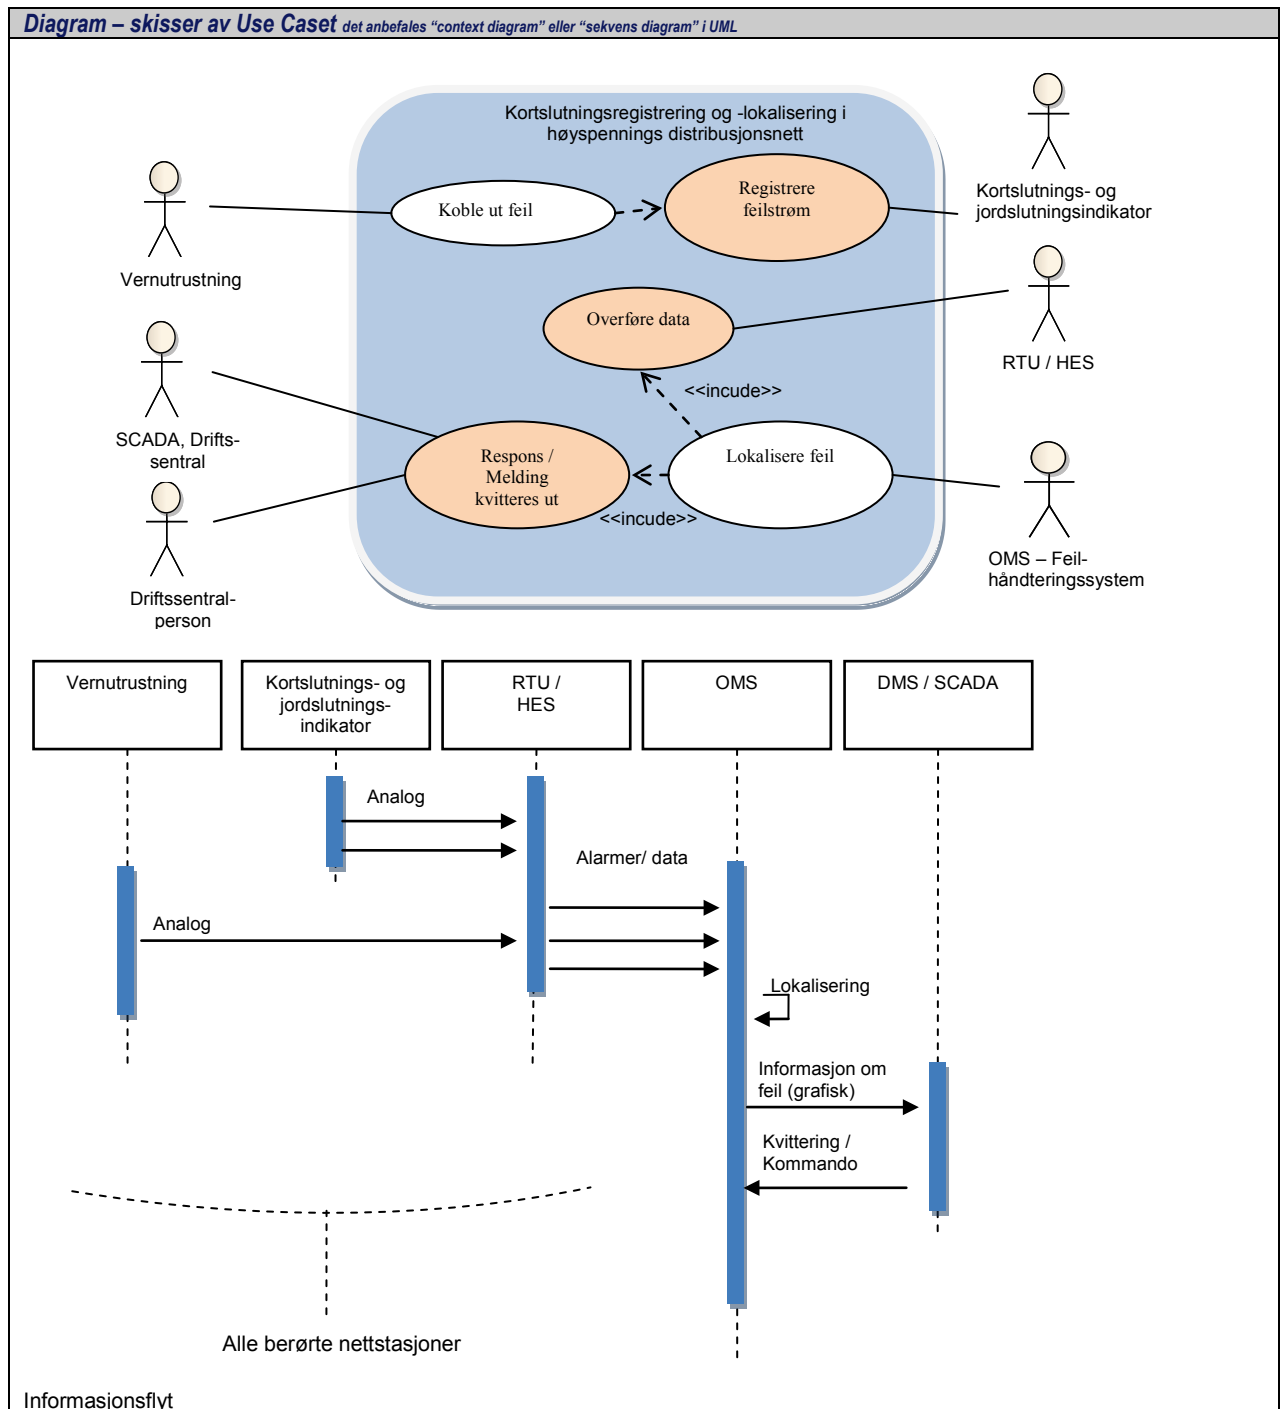 Diagram – skisser av Use Caset det anbefales “context diagram” eller “sekvens diagram” i UML
Kortslutningsregistrering og -lokalisering i
høyspennings distribusjonsnett
Koble ut feil
Registrere
feilstrøm
Kortslutnings- og
jordslutningsindikator
Vernutrustning
Overføre data
RTU / HES
<<incude>>
SCADA, Drifts-
sentral
Respons /
Melding
kvitteres ut
Lokalisere feil
<<incude>>
OMS – Feil-
håndteringssystem
Driftssentral-
person
Vernutrustning
Kortslutnings- og
jordslutnings-
indikator
RTU /
HES
OMS
DMS / SCADA
Analog
Alarmer/ data
Analog
Lokalisering
Informasjon om
feil (grafisk)
Kvittering /
Kommando
Alle berørte nettstasjoner
Informasjonsflyt